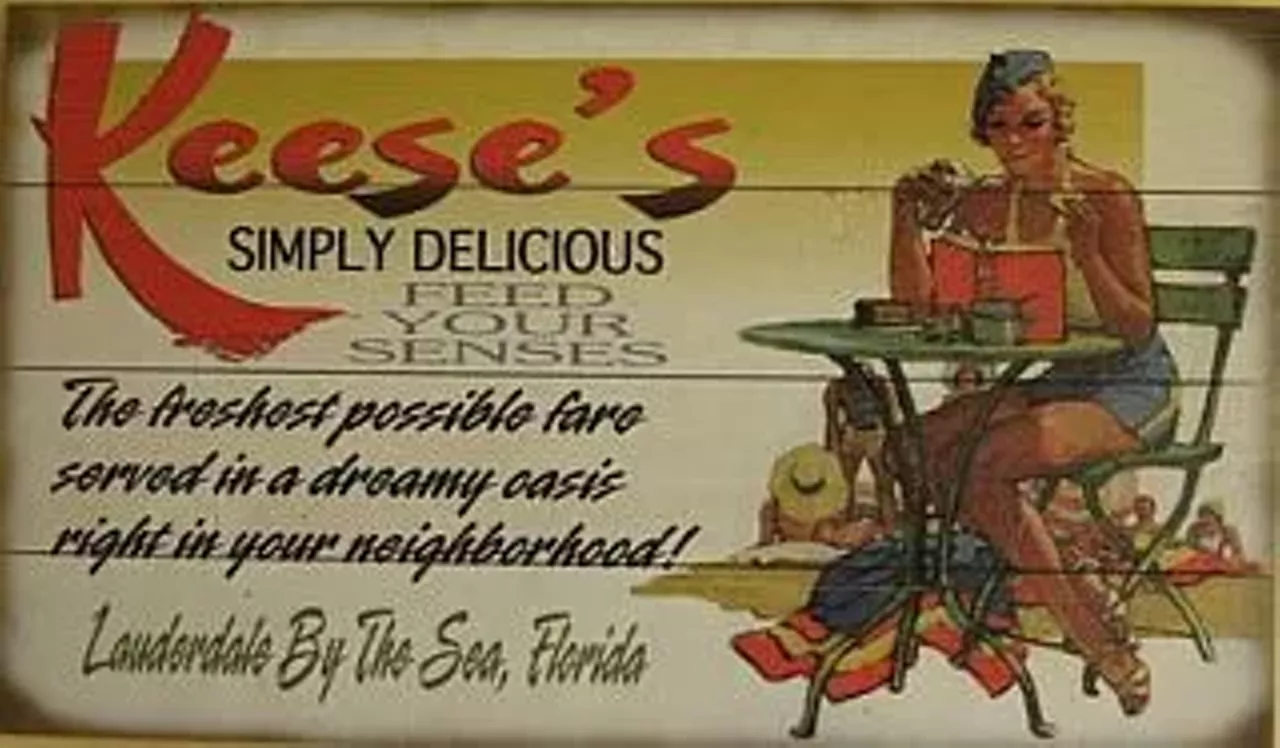 Keese's
SIMPLY DELICIOUS
FEED
YOUR
SENSES
The freshest possible fare
served in a dreamy oasis
right in your neighborhood!
Lauderdale By The Sea, Florida